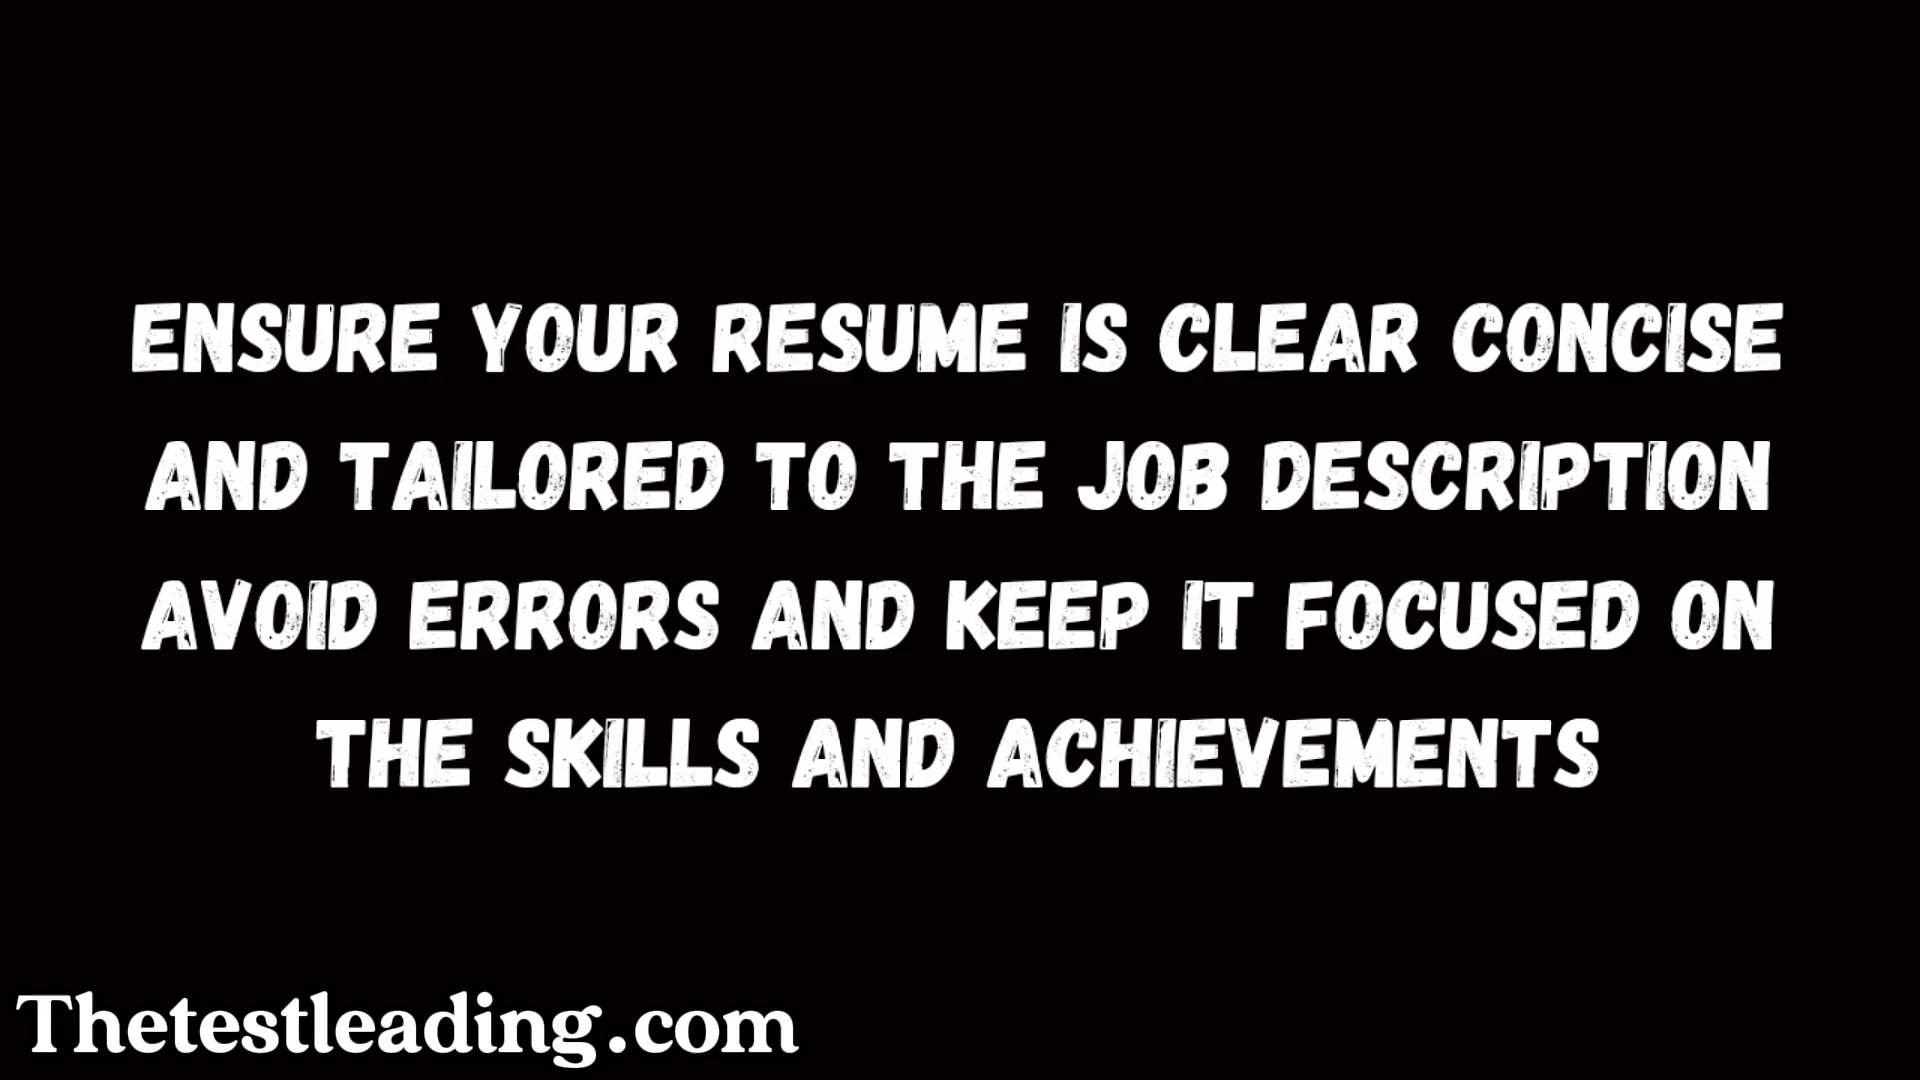 ENSURE YOUR RESUME IS CLEAR CONCISE
AND TAILORED TO THE JOB DESCRIPTION
AVOID ERRORS AND KEEP IT FOCUSED ON
THE SKILLS AND ACHIEVEMENTS
Thetestleading.com